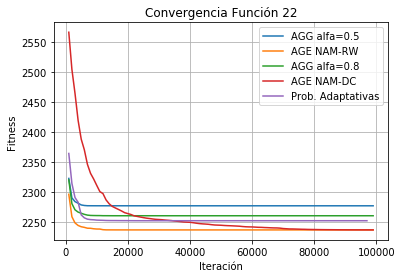 Convergencia Función 22
AGG alfa=0.5
AGE NAM-RW
AGG alfa=0.8
AGE NAM-DC
Prob. Adaptativas
Fitness
2550
2500
2450
2400
2350
2300
2250
0 20000 40000 60000 80000 100000
Iteración